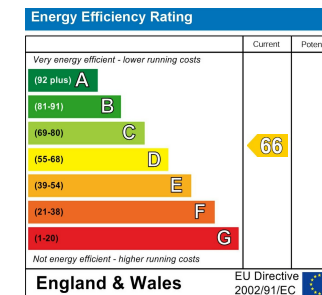 Energy Efficiency Rating
Current
Poten
Very energy efficient - lower running costs
(92 plus) A
(81-91) B
(69-80) C
66
(55-68) D
(39-54) E
(21-38) F
(1-20) G
Not energy efficient - higher running costs
England & Wales
EU Directive
2002/91/EC